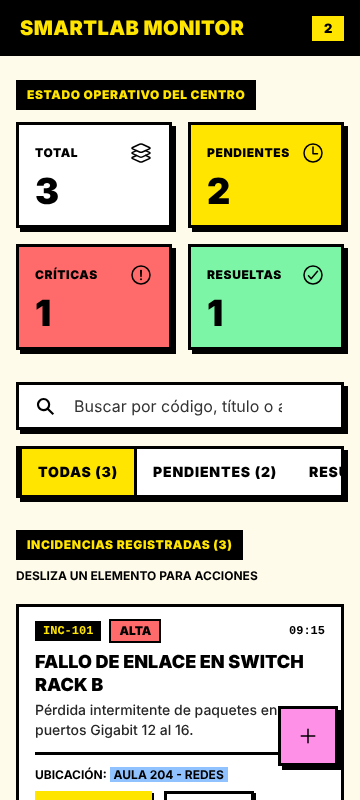 SMARTLAB MONITOR
2
ESTADO OPERATIVO DEL CENTRO
TOTAL
3
PENDIENTES
2
CRÍTICAS
1
RESUELTAS
1
Buscar por código, título o
TODAS (3)
PENDIENTES (2)
RESU
INCIDENCIAS REGISTRADAS (3)
DESLIZA UN ELEMENTO PARA ACCIONES
INC-101
ALTA
09:15
FALLO DE ENLACE EN SWITCH
RACK B
Pérdida intermitente de paquetes en
puertos Gigabit 12 al 16.
UBICACIÓN: AULA 204 - REDES